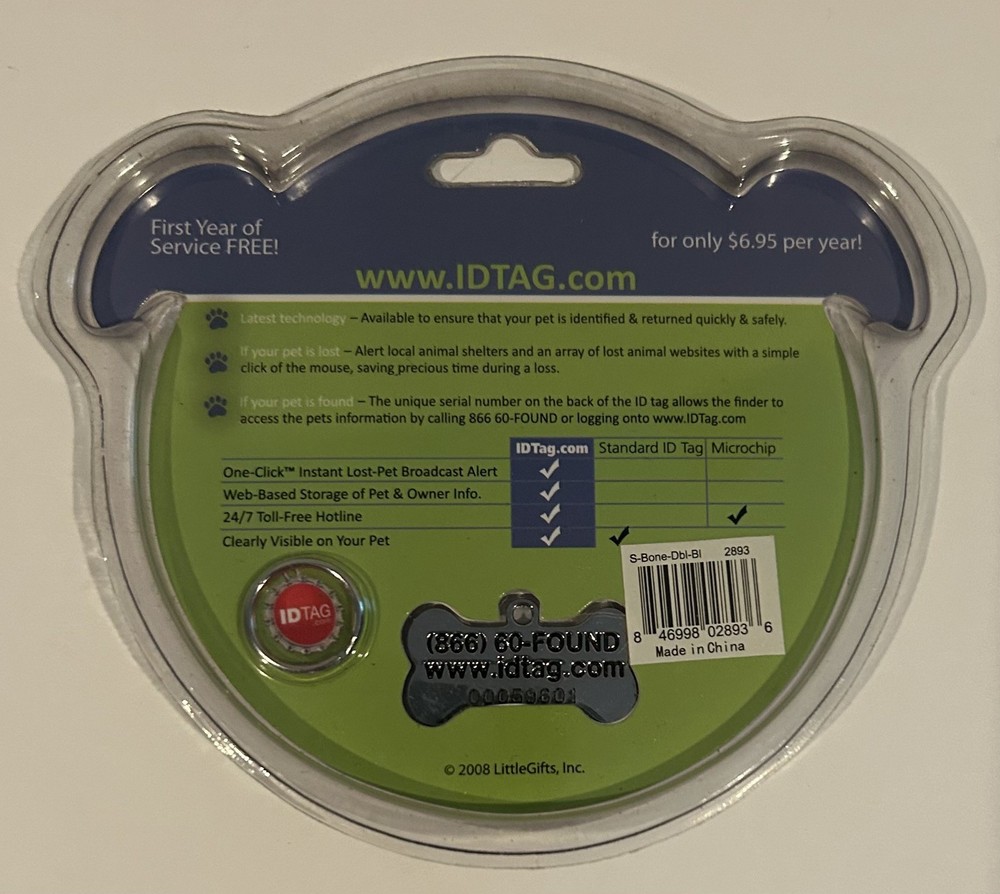 First Year of
Service FREE!
for only $6.95 per year!
www.IDTAG.com
Latest technology – Available to ensure that your pet is identified & returned quickly & safely.
If your pet is lost – Alert local animal shelters and an array of lost animal websites with a simple
click of the mouse, saving precious time during a loss.
If your pet is found – The unique serial number on the back of the ID tag allows the finder to
access the pets information by calling 866 60-FOUND or logging onto www.IDTag.com
IDTag.com Standard ID Tag Microchip
One-Click™ Instant Lost-Pet Broadcast Alert
Web-Based Storage of Pet & Owner Info.
24/7 Toll-Free Hotline
Clearly Visible on Your Pet
S-Bone-Dbl-Bl 2893
8 46998 02893 6
Made in China
IDTAG
.com
(866) 60-FOUND
www.idtag.com
© 2008 LittleGifts, Inc.